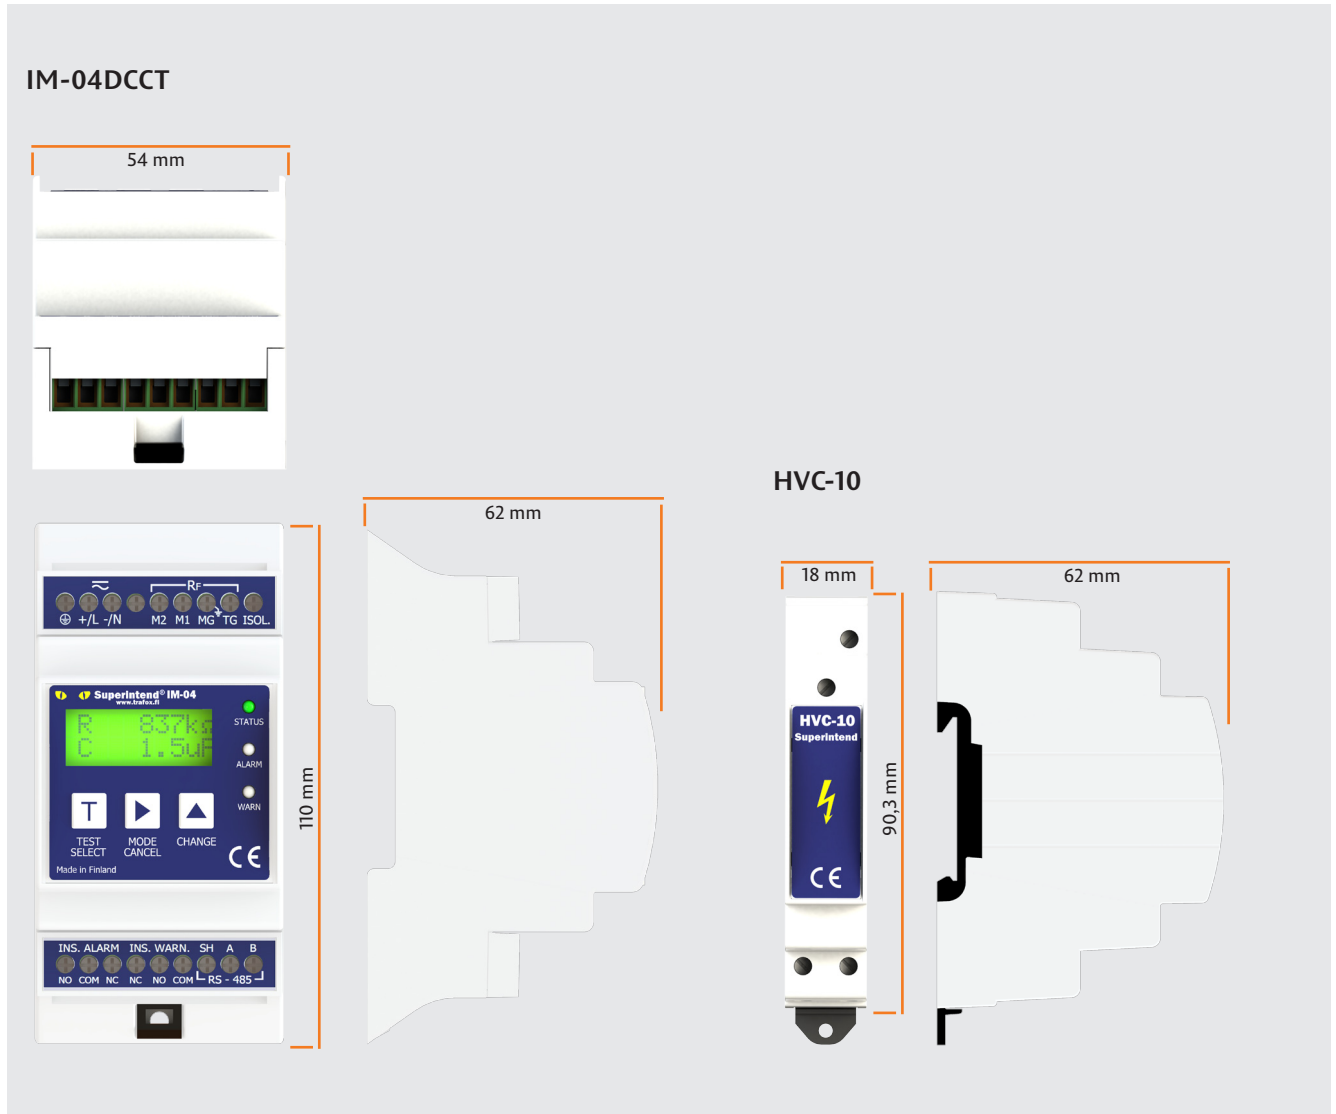 IM-04DCCT
54 mm
62 mm
RF
+/L -/N M2 M1 MG TG ISOL.
Superintend® IM-04
www.trafox.fi
R 837kΩ
C 1.5uF
STATUS
ALARM
WARN
T
TEST SELECT
MODE CANCEL
CHANGE
Made in Finland
CE
110 mm
INS. ALARM INS. WARN. SH A B
NO COM NC NC NO COM RS - 485
HVC-10
18 mm
62 mm
HVC-10
Superintend
CE
90,3 mm